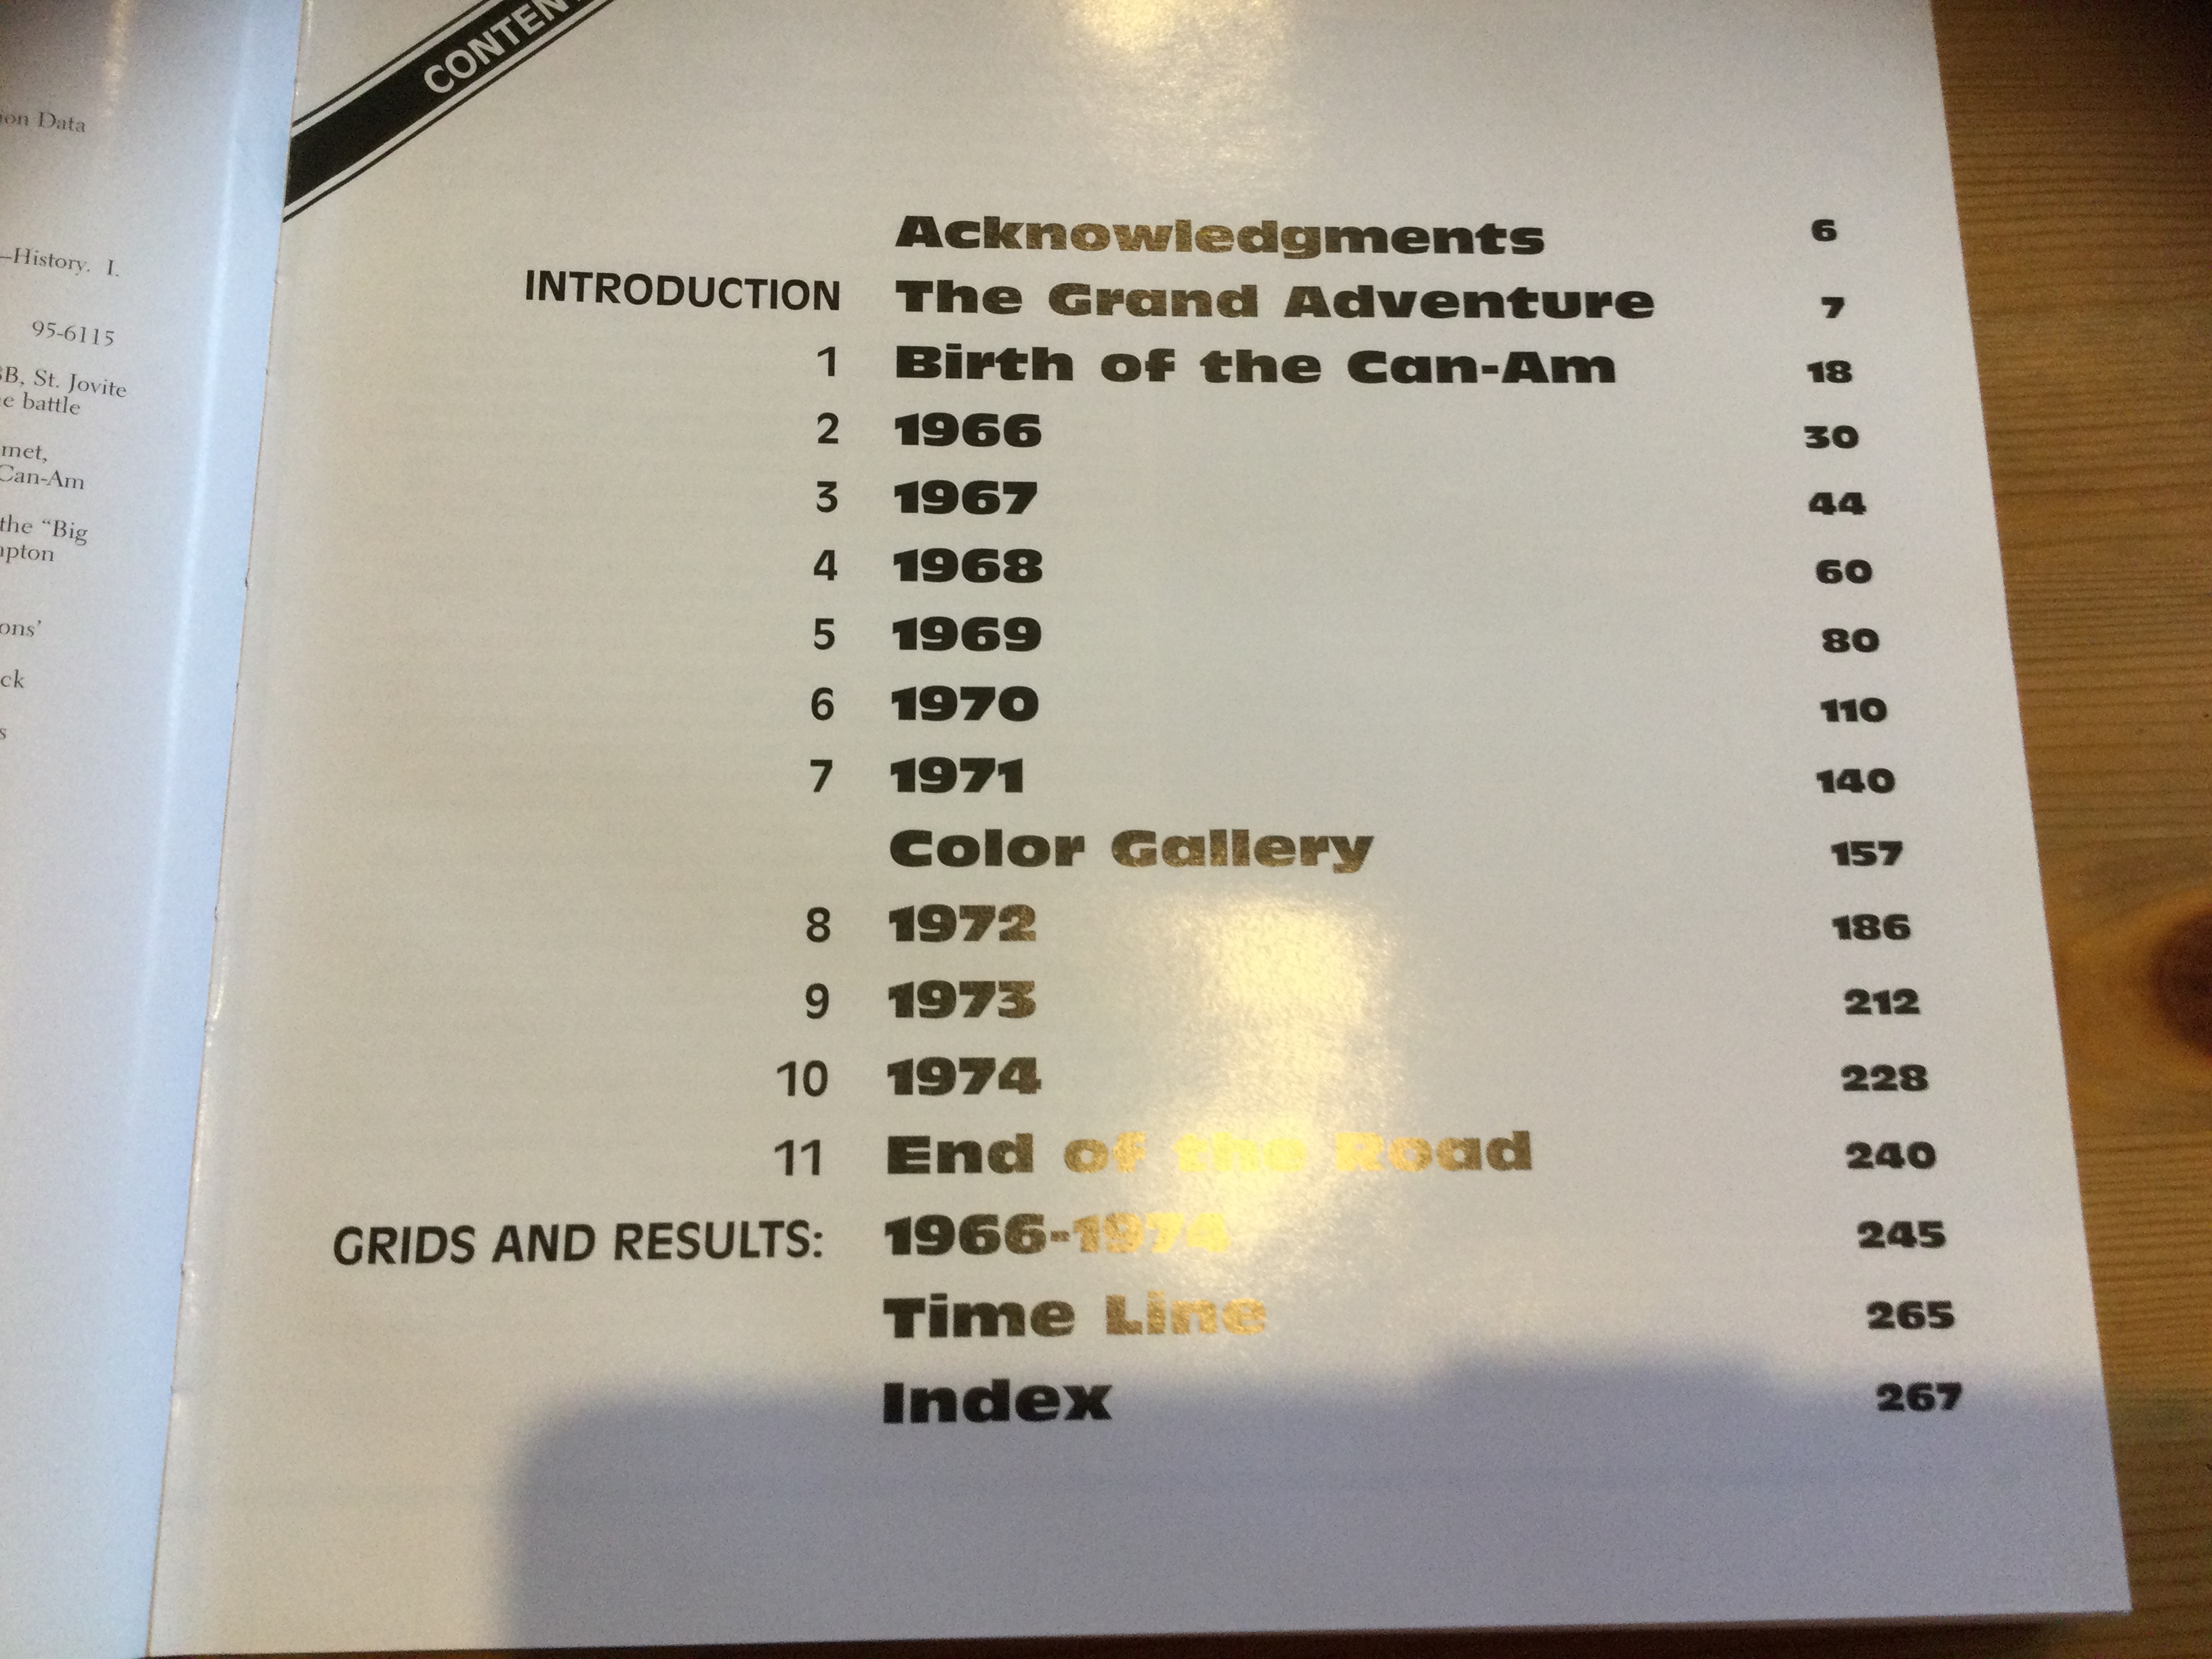 ion Data
–History. I.
95-6115
B, St. Jovite
e battle
met,
Can-Am
the “Big
pton
ons’
ck
s
CONTEN
Acknowledgments 6
INTRODUCTION The Grand Adventure 7
1 Birth of the Can-Am 18
2 1966 30
3 1967 44
4 1968 60
5 1969 80
6 1970 110
7 1971 140
Color Gallery 157
8 1972 186
9 1973 212
10 1974 228
11 End of the Road 240
GRIDS AND RESULTS: 1966-1974 245
Time Line 265
Index 267